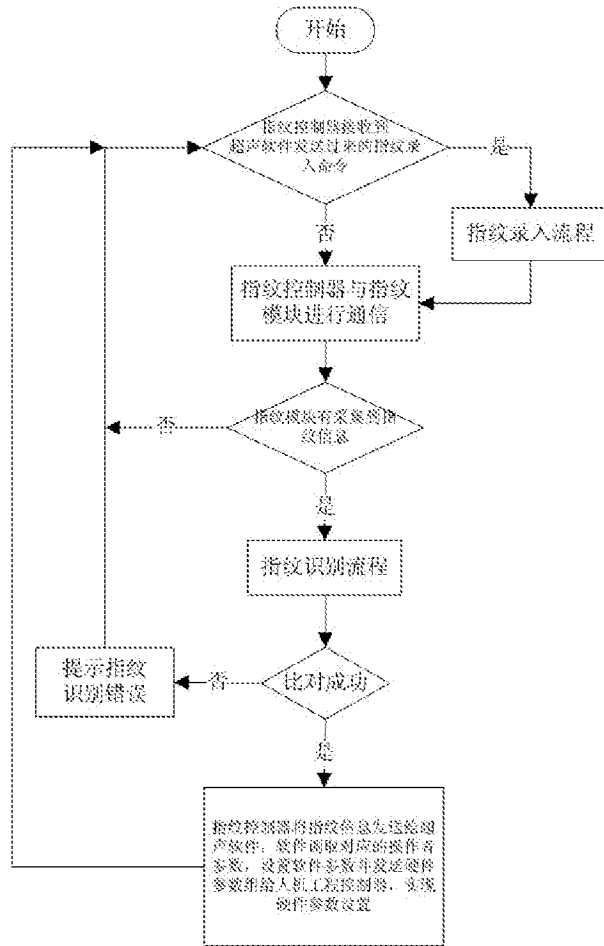 开始
指纹控制器接收到
超声软件发送过来的指纹录
入命令
是
否
指纹录入流程
指纹控制器与指纹
模块进行通信
指纹模块有采集到指
纹信息
否
是
指纹识别流程
提示指纹
识别错误
否
比对成功
是
指纹控制器将指纹信息发送给超
声软件，软件调取对应的操作者
参数，设置软件参数并发送硬件
参数组给人机工程控制器，实现
硬件参数设置